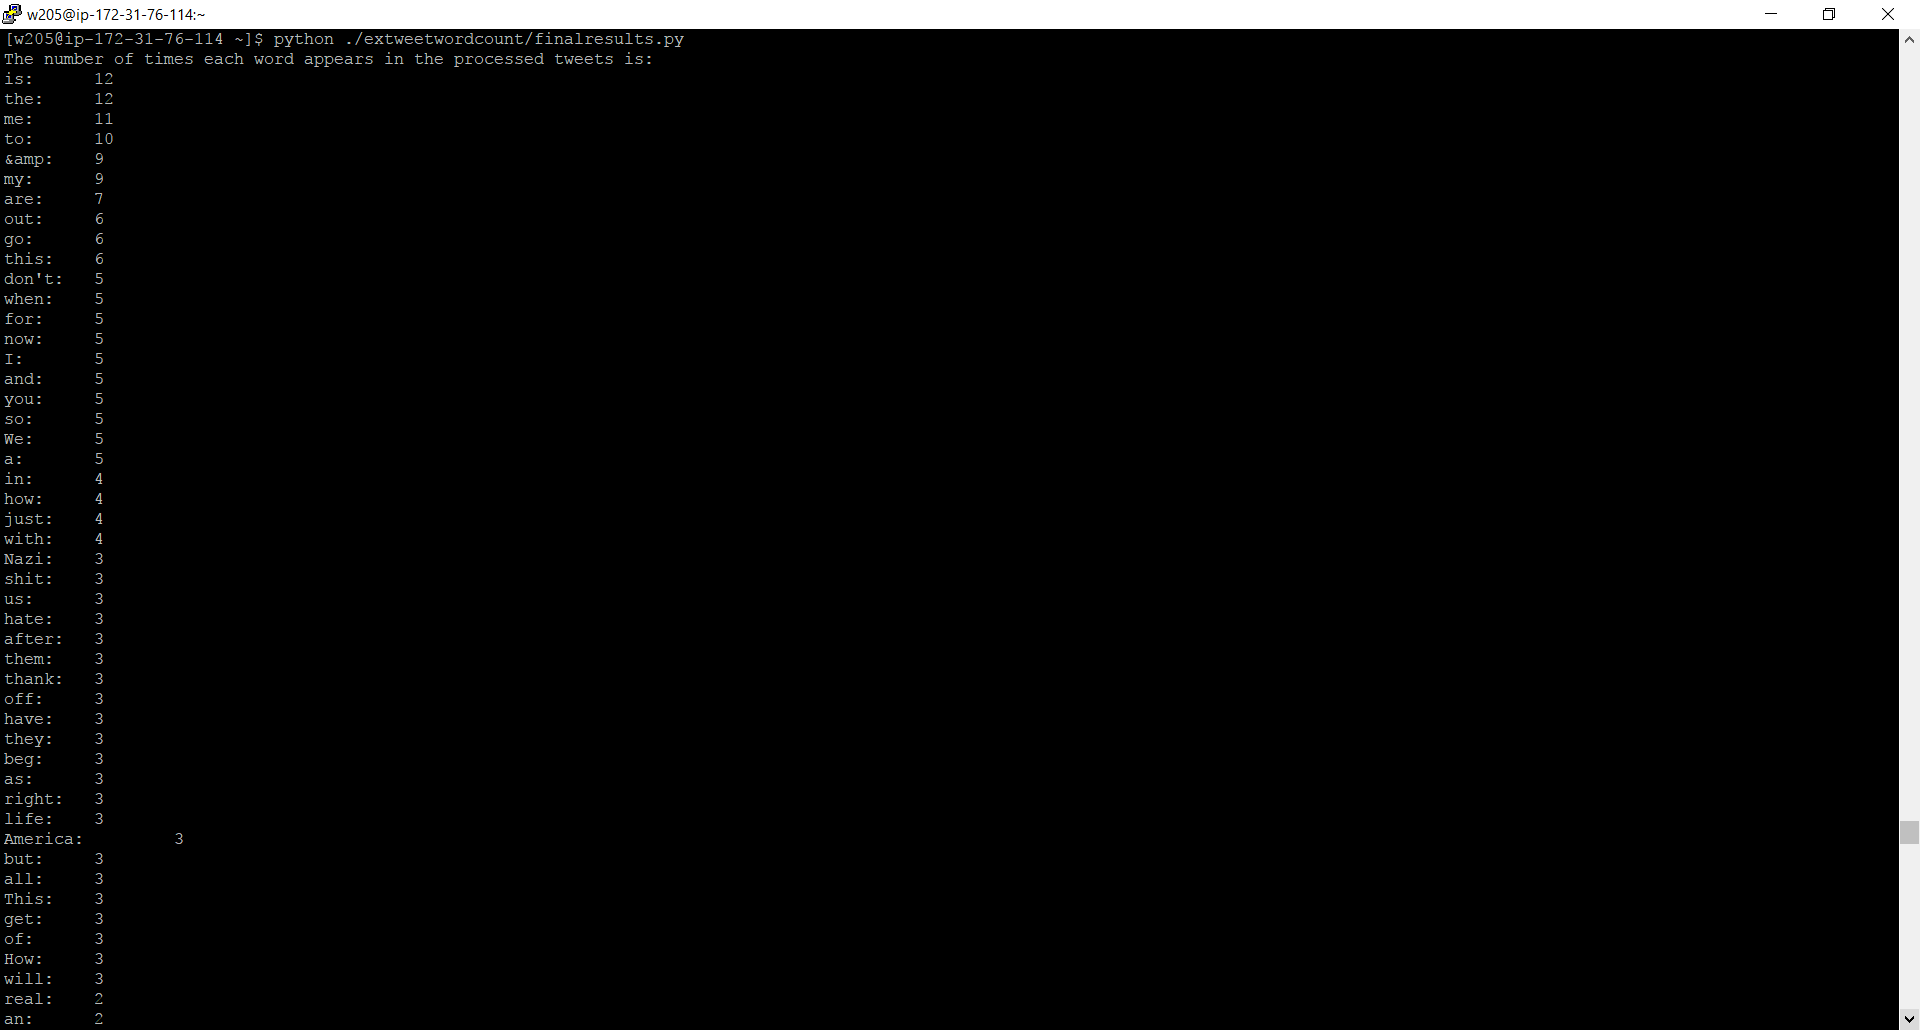 w205@ip-172-31-76-114:~
[w205@ip-172-31-76-114 ~]$ python ./extweetwordcount/finalresults.py
The number of times each word appears in the processed tweets is:
is: 12
the: 12
me: 11
to: 10
&amp: 9
my: 9
are: 7
out: 6
go: 6
this: 6
don't: 5
when: 5
for: 5
now: 5
I: 5
and: 5
you: 5
so: 5
We: 5
a: 5
in: 4
how: 4
just: 4
with: 4
Nazi: 3
shit: 3
us: 3
hate: 3
after: 3
them: 3
thank: 3
off: 3
have: 3
they: 3
beg: 3
as: 3
right: 3
life: 3
America: 3
but: 3
all: 3
This: 3
get: 3
of: 3
How: 3
will: 3
real: 2
an: 2